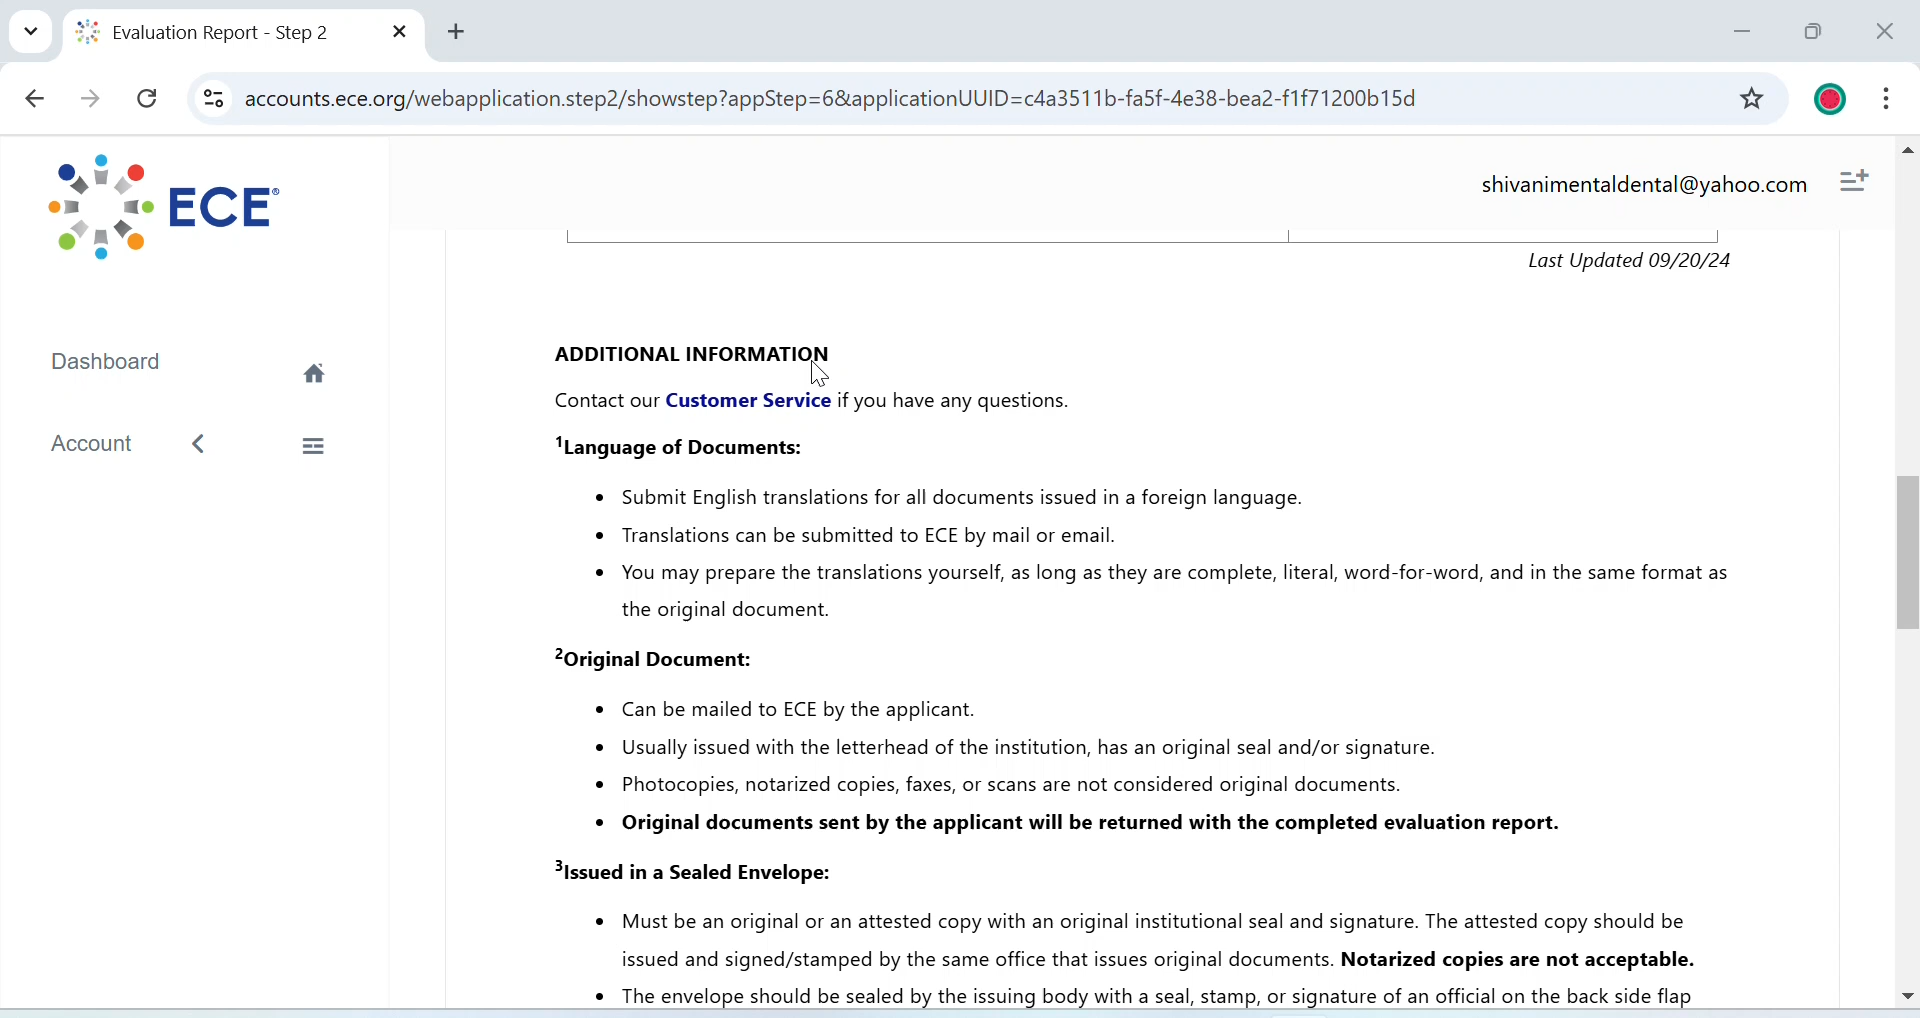 Evaluation Report - Step 2
accounts.ece.org/webapplication.step2/showstep?appStep=6&applicationUUID=c4a3511b-fa5f-4e38-bea2-f1f71200b15d
ECE®
shivanimentaldental@yahoo.com
Dashboard
Account
Last Updated 09/20/24
ADDITIONAL INFORMATION
Contact our Customer Service if you have any questions.
¹Language of Documents:
• Submit English translations for all documents issued in a foreign language.
• Translations can be submitted to ECE by mail or email.
• You may prepare the translations yourself, as long as they are complete, literal, word-for-word, and in the same format as
the original document.
²Original Document:
• Can be mailed to ECE by the applicant.
• Usually issued with the letterhead of the institution, has an original seal and/or signature.
• Photocopies, notarized copies, faxes, or scans are not considered original documents.
• Original documents sent by the applicant will be returned with the completed evaluation report.
³Issued in a Sealed Envelope:
• Must be an original or an attested copy with an original institutional seal and signature. The attested copy should be
issued and signed/stamped by the same office that issues original documents. Notarized copies are not acceptable.
• The envelope should be sealed by the issuing body with a seal, stamp, or signature of an official on the back side flap